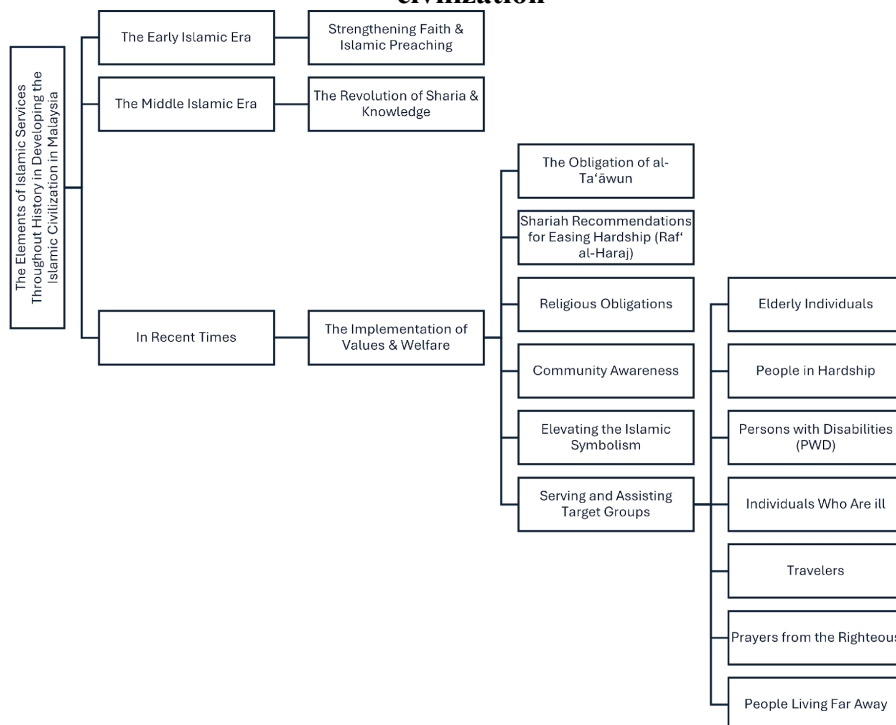 civilization
The Elements of Islamic Services
Throughout History in Developing the
Islamic Civilization in Malaysia
The Early Islamic Era
Strengthening Faith &
Islamic Preaching
The Middle Islamic Era
The Revolution of Sharia &
Knowledge
In Recent Times
The Implementation of
Values & Welfare
The Obligation of al-
Ta‘āwun
Shariah Recommendations
for Easing Hardship (Raf‘
al-Haraj)
Religious Obligations
Community Awareness
Elevating the Islamic
Symbolism
Serving and Assisting
Target Groups
Elderly Individuals
People in Hardship
Persons with Disabilities
(PWD)
Individuals Who Are ill
Travelers
Prayers from the Righteous
People Living Far Away